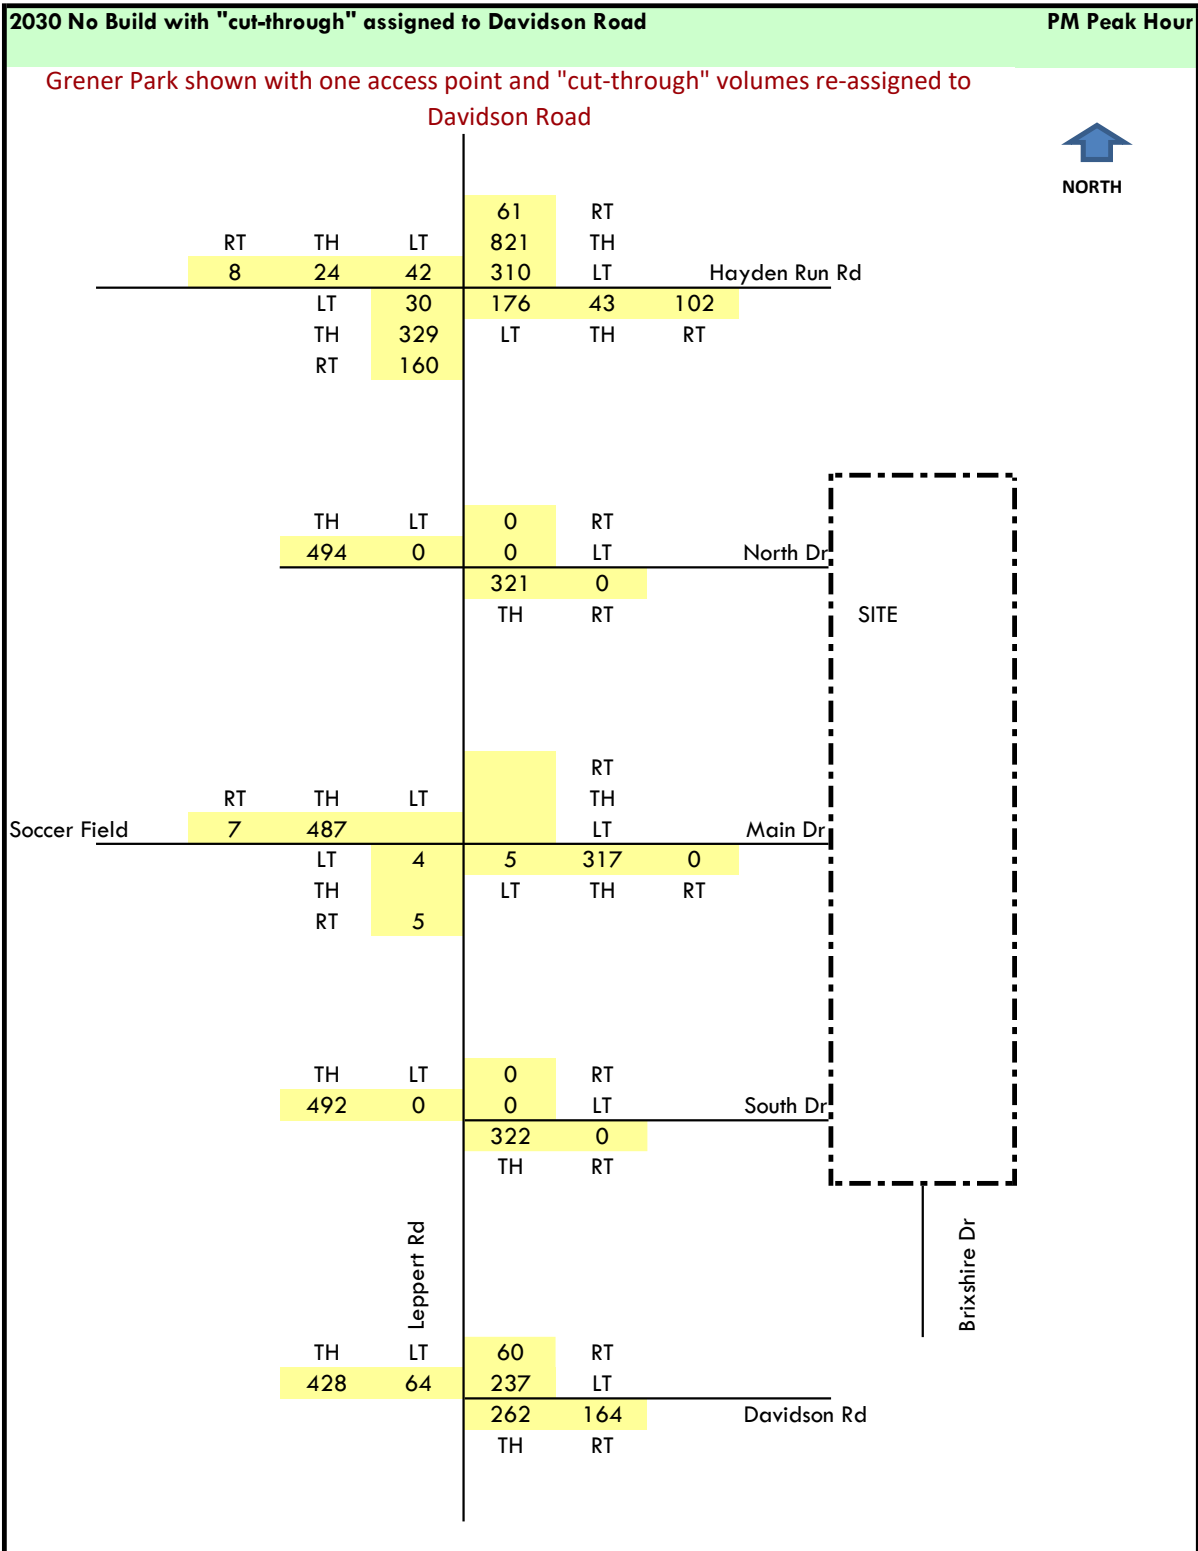 2030 No Build with "cut-through" assigned to Davidson Road PM Peak Hour
Grener Park shown with one access point and "cut-through" volumes re-assigned to
Davidson Road
NORTH
61 RT
RT TH LT 821 TH
8 24 42 310 LT Hayden Run Rd
LT 30 176 43 102
TH 329 LT TH RT
RT 160
TH LT 0 RT
494 0 0 LT North Dr
321 0
TH RT SITE
RT
RT TH LT TH
Soccer Field 7 487 LT Main Dr
LT 4 5 317 0
TH LT TH RT
RT 5
TH LT 0 RT
492 0 0 LT South Dr
322 0
TH RT
Leppert Rd
Brixshire Dr
TH LT 60 RT
428 64 237 LT
262 164 Davidson Rd
TH RT